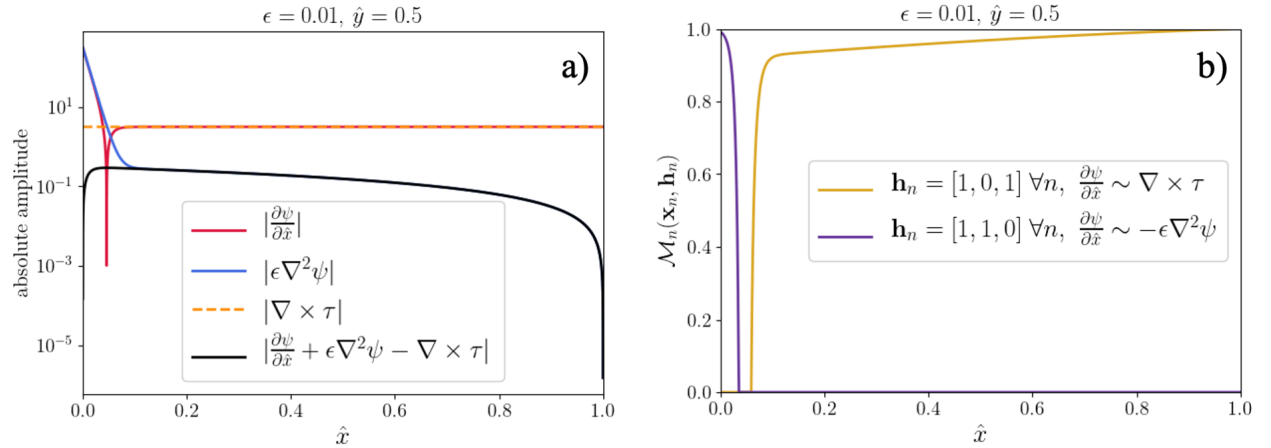 ϵ = 0.01, ŷ = 0.5
a)
absolute amplitude
10¹
10⁻¹
10⁻³
10⁻⁵
|∂ψ/∂x̂|
|ϵ∇²ψ|
|∇ × τ|
|∂ψ/∂x̂ + ϵ∇²ψ − ∇ × τ|
0.0 0.2 0.4 0.6 0.8 1.0
x̂
ϵ = 0.01, ŷ = 0.5
b)
ℳₙ(𝐱ₙ, 𝐡ₙ)
1.0
0.8
0.6
0.4
0.2
0.0
𝐡ₙ = [1, 0, 1] ∀n, ∂ψ/∂x̂ ∼ ∇ × τ
𝐡ₙ = [1, 1, 0] ∀n, ∂ψ/∂x̂ ∼ −ϵ∇²ψ
0.0 0.2 0.4 0.6 0.8 1.0
x̂